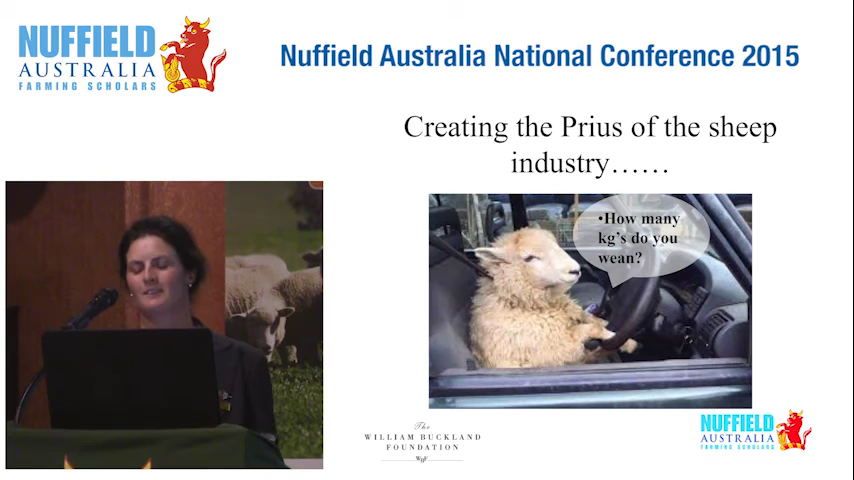 NUFFIELD
AUSTRALIA
FARMING SCHOLARS
Nuffield Australia National Conference 2015
Creating the Prius of the sheep
industry……
•How many
kg's do you
wean?
The
WILLIAM BUCKLAND
FOUNDATION
WBF
NUFFIELD
AUSTRALIA
FARMING SCHOLARS